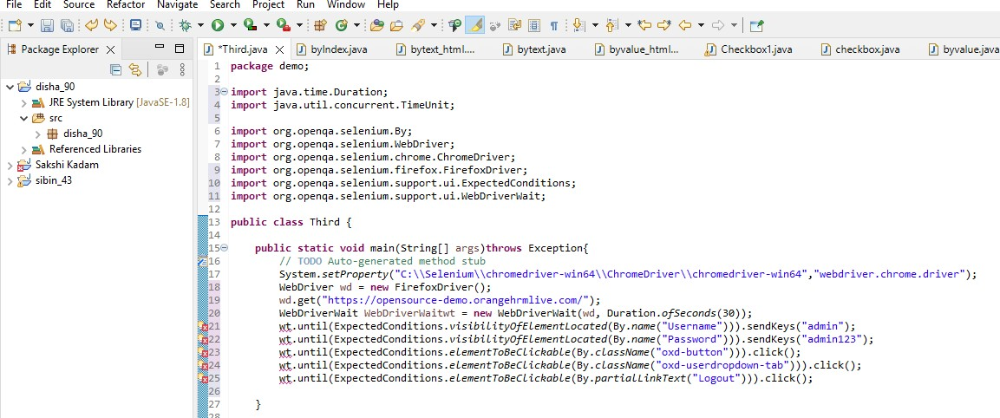 File Edit Source Refactor Navigate Search Project Run Window Help
Package Explorer
*Third.java byIndex.java bytext_html.... bytext.java byvalue_html... Checkbox1.java checkbox.java byvalue.java
disha_90
JRE System Library [JavaSE-1.8]
src
disha_90
Referenced Libraries
Sakshi Kadam
sibin_43
1 package demo;
2
3 import java.time.Duration;
4 import java.util.concurrent.TimeUnit;
5
6 import org.openqa.selenium.By;
7 import org.openqa.selenium.WebDriver;
8 import org.openqa.selenium.chrome.ChromeDriver;
9 import org.openqa.selenium.firefox.FirefoxDriver;
10 import org.openqa.selenium.support.ui.ExpectedConditions;
11 import org.openqa.selenium.support.ui.WebDriverWait;
12
13 public class Third {
14
15 public static void main(String[] args)throws Exception{
16 // TODO Auto-generated method stub
17 System.setProperty("C:\\Selenium\\chromedriver-win64\\ChromeDriver\\chromedriver-win64","webdriver.chrome.driver");
18 WebDriver wd = new FirefoxDriver();
19 wd.get("https://opensource-demo.orangehrmlive.com/");
20 WebDriverWait WebDriverWaitwt = new WebDriverWait(wd, Duration.ofSeconds(30));
21 wt.until(ExpectedConditions.visibilityOfElementLocated(By.name("Username"))).sendKeys("admin");
22 wt.until(ExpectedConditions.visibilityOfElementLocated(By.name("Password"))).sendKeys("admin123");
23 wt.until(ExpectedConditions.elementToBeClickable(By.className("oxd-button"))).click();
24 wt.until(ExpectedConditions.elementToBeClickable(By.className("oxd-userdropdown-tab"))).click();
25 wt.until(ExpectedConditions.elementToBeClickable(By.partialLinkText("Logout"))).click();
26
27 }
28